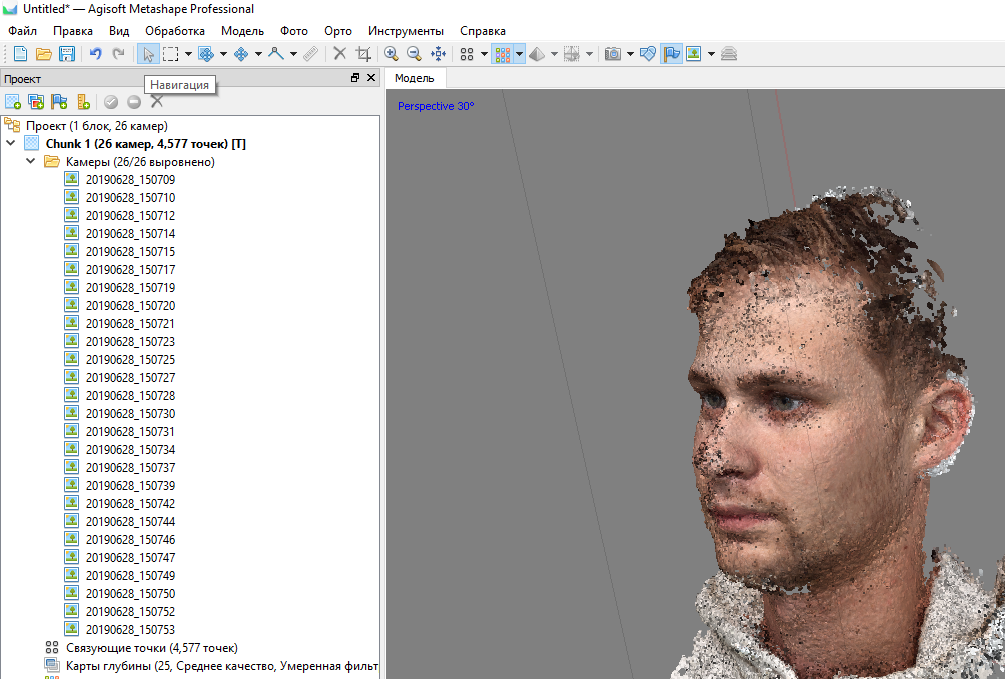 Untitled* — Agisoft Metashape Professional
Файл Правка Вид Обработка Модель Фото Орто Инструменты Справка
Проект
Навигация
Модель
Perspective 30°
Проект (1 блок, 26 камер)
Chunk 1 (26 камер, 4,577 точек) [T]
Камеры (26/26 выровнено)
20190628_150709
20190628_150710
20190628_150712
20190628_150714
20190628_150715
20190628_150717
20190628_150719
20190628_150720
20190628_150721
20190628_150723
20190628_150725
20190628_150727
20190628_150728
20190628_150730
20190628_150731
20190628_150734
20190628_150737
20190628_150739
20190628_150742
20190628_150744
20190628_150746
20190628_150747
20190628_150749
20190628_150750
20190628_150752
20190628_150753
Связующие точки (4,577 точек)
Карты глубины (25, Среднее качество, Умеренная фильт